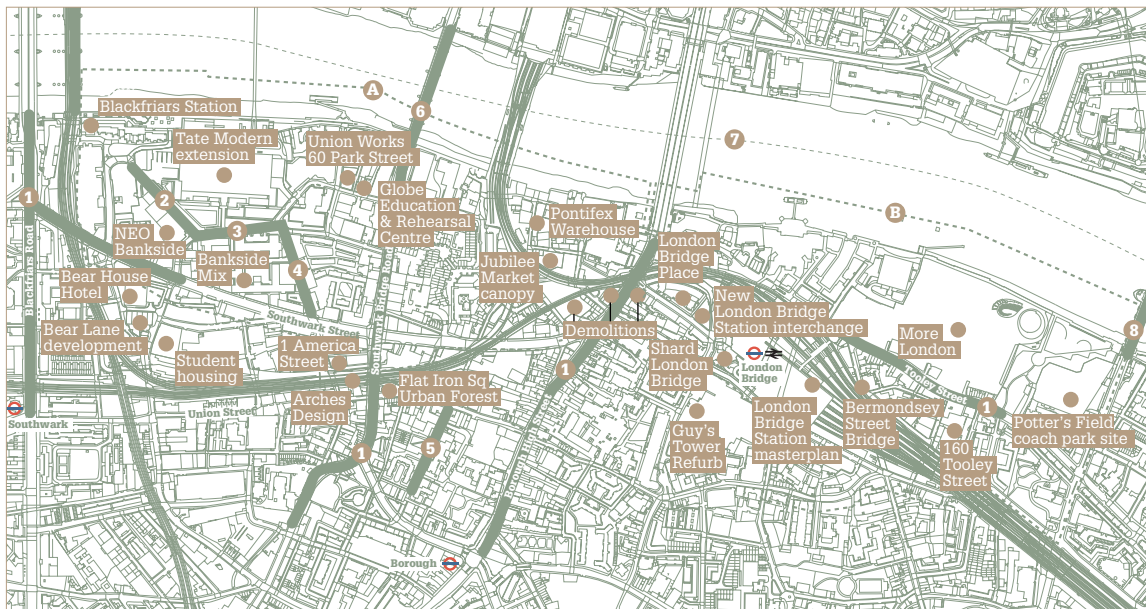 Blackfriars Station
Tate Modern
extension
Union Works
60 Park Street
Globe
Education
& Rehearsal
Centre
A
6
7
B
8
1
2
3
4
NEO
Bankside
Bankside
Mix
Bear House
Hotel
Bear Lane
development
Student
housing
Blackfriars Road
Southwark Street
Southwark Bridge Road
1 America
Street
Arches
Design
Flat Iron Sq
Urban Forest
Union Street
Southwark
Pontifex
Warehouse
Jubilee
Market
canopy
Demolitions
London
Bridge
Place
New
London Bridge
Station interchange
Shard
London
Bridge
London
Bridge
Guy's
Tower
Refurb
London
Bridge
Station
masterplan
Bermondsey
Street
Bridge
More
London
Tooley Street
1
160
Tooley
Street
Potter's Field
coach park site
1
1
5
Borough